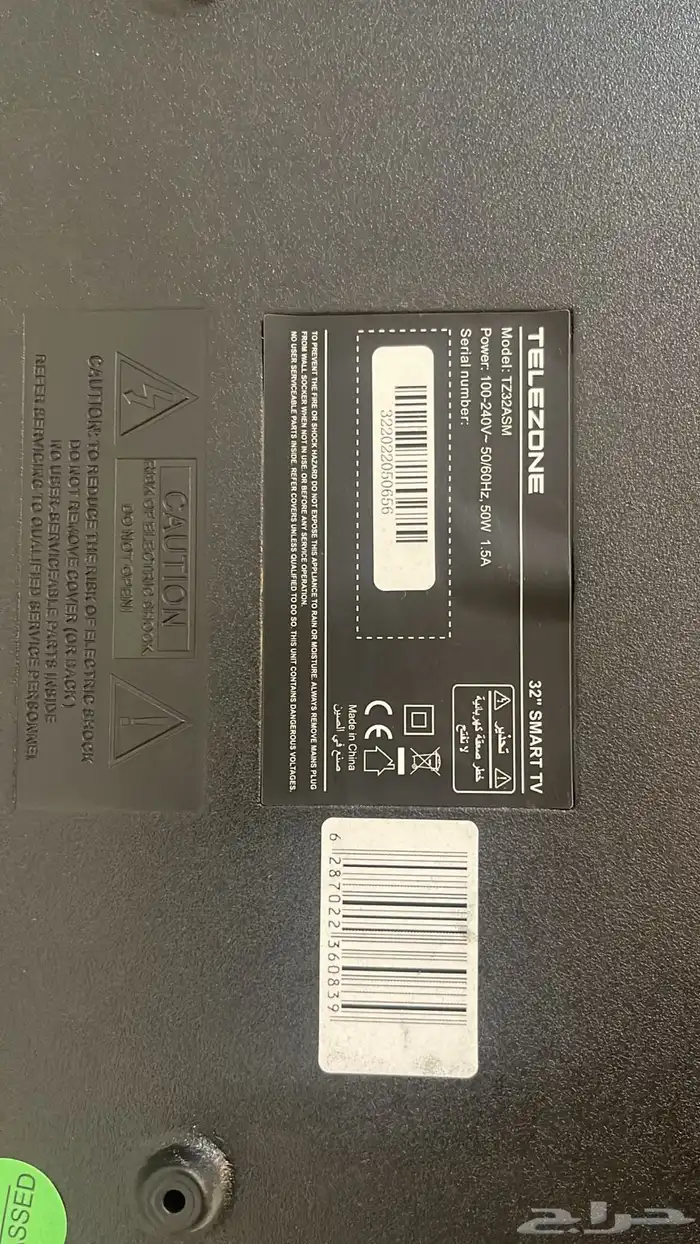 TELEZONE
32" SMART TV
Model: TZ32ASM
Power: 100-240V~ 50/60Hz, 50W 1.5A
Serial number:
322022050656
تحذير
خطر صعقة كهربائية
لا تفتح
CE
Made in China
صنع في الصين
TO PREVENT THE FIRE OR SHOCK HAZARD DO NOT EXPOSE THIS APPLIANCE TO RAIN OR MOISTURE. ALWAYS REMOVE MAINS PLUG
FROM WALL SOCKER WHEN NOT IN USE. OR BEFORE ANY SERVICE OPERATION.
NO USER SERVICEABLE PARTS INSIDE. REFER COVERS UNLESS QUALIFIED TO DO SO. THIS UNIT CONTAINS DANGEROUS VOLTAGES.
6 287022 360839
CAUTION
RISK OF ELECTRIC SHOCK
DO NOT OPEN!
CAUTION: TO REDUCE THE RISK OF ELECTRIC SHOCK
DO NOT REMOVE COVER (OR BACK)
NO USER-SERVICEABLE PARTS INSIDE
REFER SERVICING TO QUALIFIED SERVICE PERSONNEL
SSED
حراج